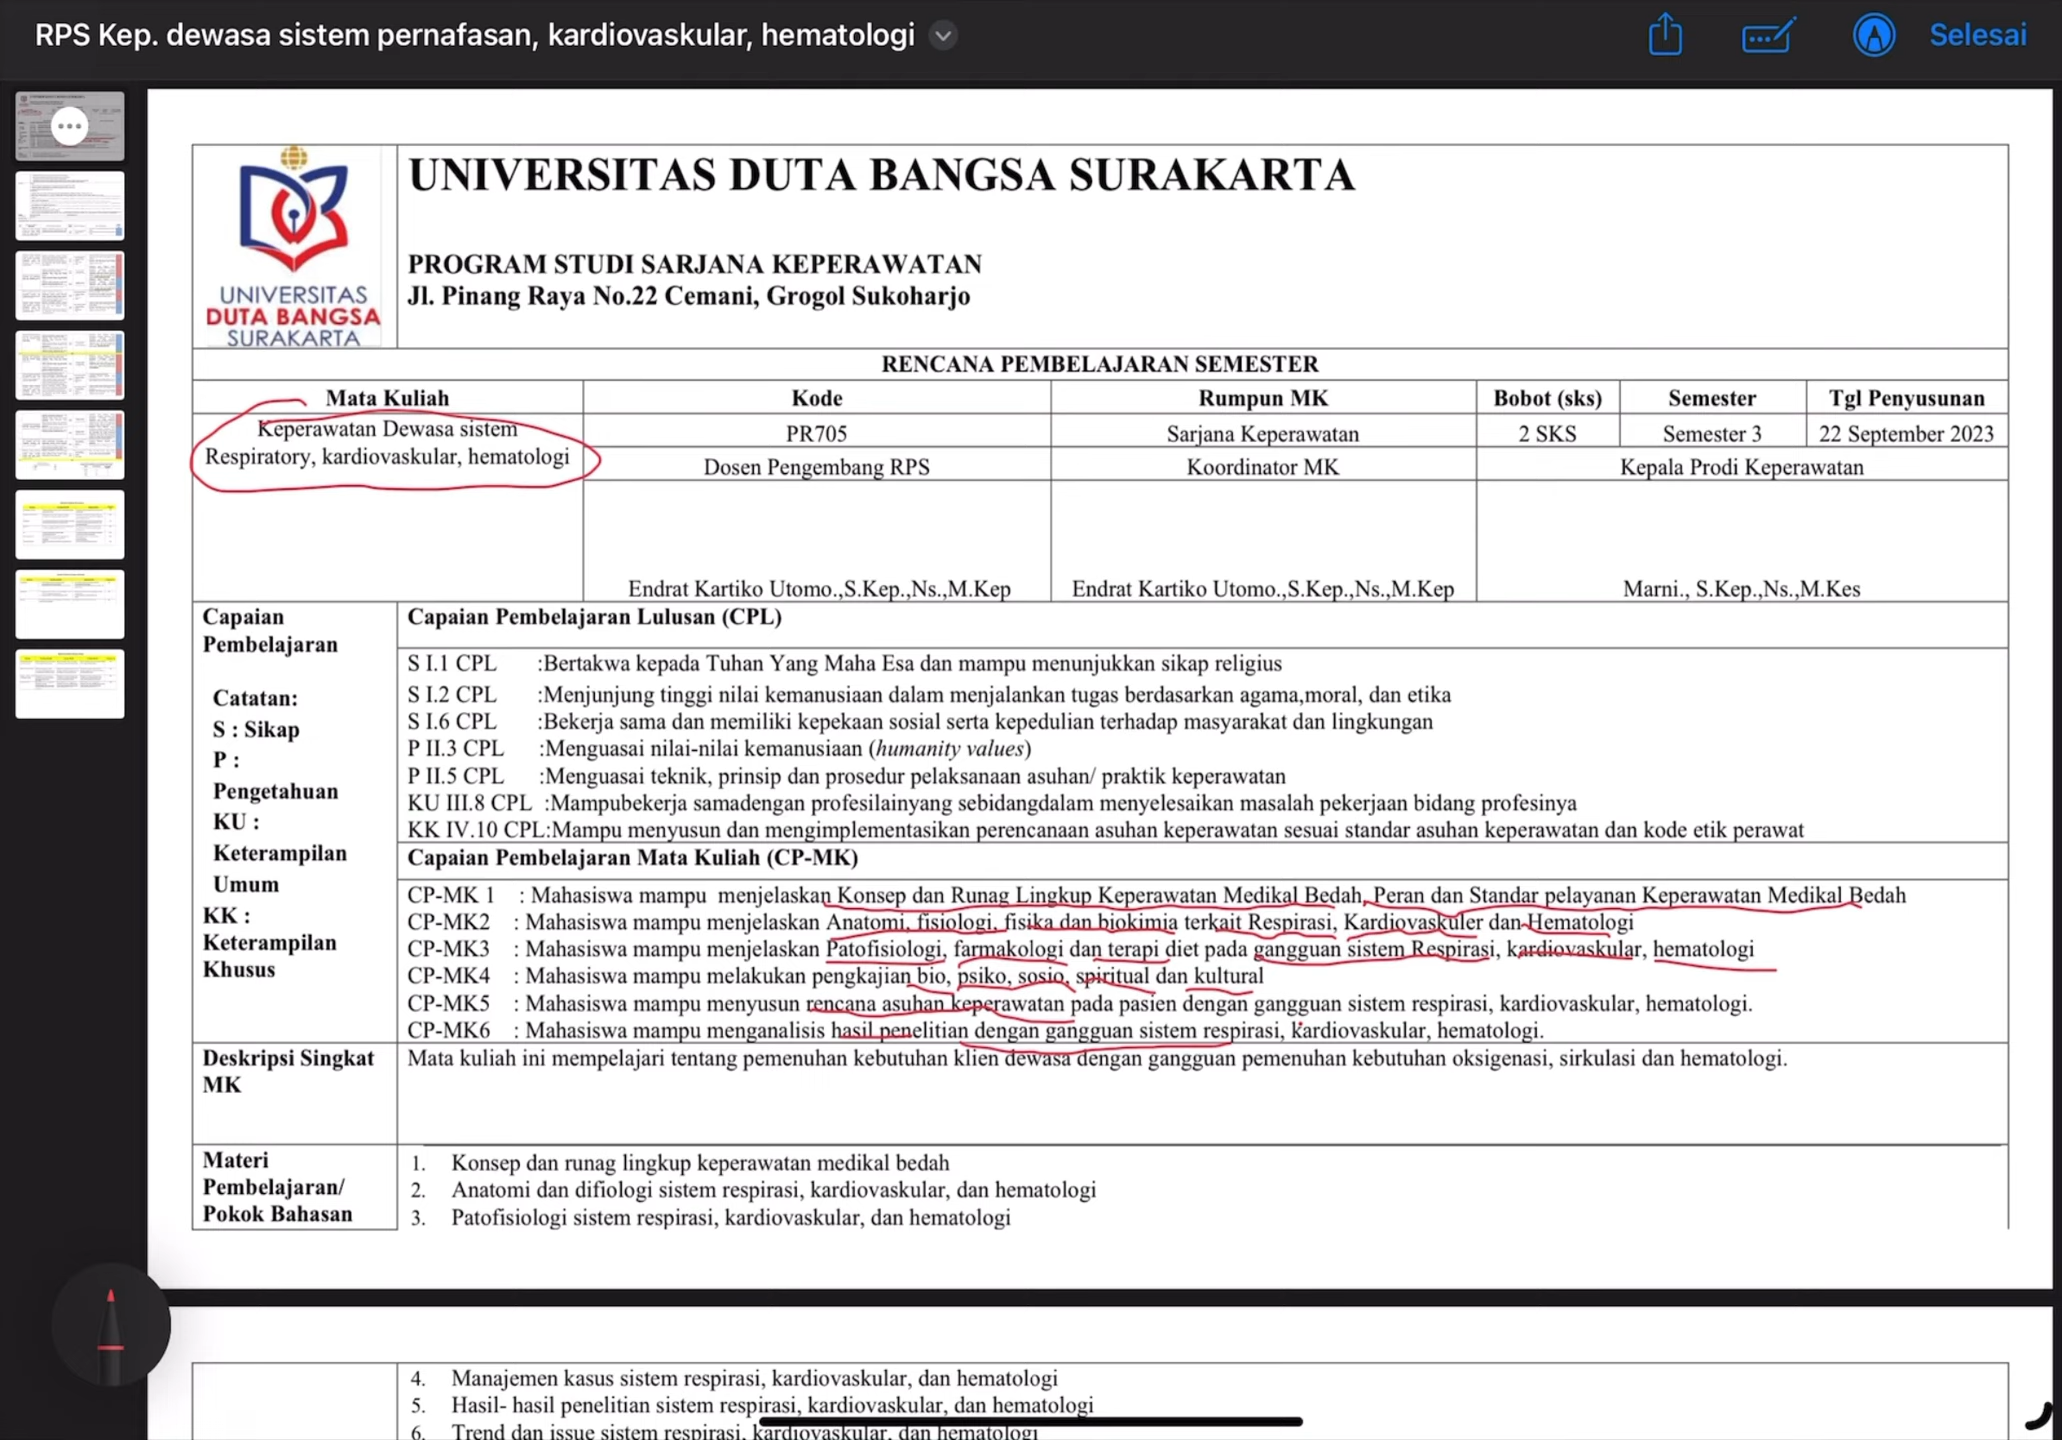 RPS Kep. dewasa sistem pernafasan, kardiovaskular, hematologi
Selesai
UNIVERSITAS
DUTA BANGSA
SURAKARTA
UNIVERSITAS DUTA BANGSA SURAKARTA
PROGRAM STUDI SARJANA KEPERAWATAN
Jl. Pinang Raya No.22 Cemani, Grogol Sukoharjo
RENCANA PEMBELAJARAN SEMESTER
Mata Kuliah Kode Rumpun MK Bobot (sks) Semester Tgl Penyusunan
Keperawatan Dewasa sistem
Respiratory, kardiovaskular, hematologi
PR705 Sarjana Keperawatan 2 SKS Semester 3 22 September 2023
Dosen Pengembang RPS Koordinator MK Kepala Prodi Keperawatan
Endrat Kartiko Utomo.,S.Kep.,Ns.,M.Kep Endrat Kartiko Utomo.,S.Kep.,Ns.,M.Kep Marni., S.Kep.,Ns.,M.Kes
Capaian
Pembelajaran
Catatan:
S : Sikap
P :
Pengetahuan
KU :
Keterampilan
Umum
KK :
Keterampilan
Khusus
Capaian Pembelajaran Lulusan (CPL)
S I.1 CPL :Bertakwa kepada Tuhan Yang Maha Esa dan mampu menunjukkan sikap religius
S I.2 CPL :Menjunjung tinggi nilai kemanusiaan dalam menjalankan tugas berdasarkan agama,moral, dan etika
S I.6 CPL :Bekerja sama dan memiliki kepekaan sosial serta kepedulian terhadap masyarakat dan lingkungan
P II.3 CPL :Menguasai nilai-nilai kemanusiaan (humanity values)
P II.5 CPL :Menguasai teknik, prinsip dan prosedur pelaksanaan asuhan/ praktik keperawatan
KU III.8 CPL :Mampubekerja samadengan profesilainyang sebidangdalam menyelesaikan masalah pekerjaan bidang profesinya
KK IV.10 CPL:Mampu menyusun dan mengimplementasikan perencanaan asuhan keperawatan sesuai standar asuhan keperawatan dan kode etik perawat
Capaian Pembelajaran Mata Kuliah (CP-MK)
CP-MK 1 : Mahasiswa mampu menjelaskan Konsep dan Runag Lingkup Keperawatan Medikal Bedah, Peran dan Standar pelayanan Keperawatan Medikal Bedah
CP-MK2 : Mahasiswa mampu menjelaskan Anatomi, fisiologi, fisika dan biokimia terkait Respirasi, Kardiovaskuler dan Hematologi
CP-MK3 : Mahasiswa mampu menjelaskan Patofisiologi, farmakologi dan terapi diet pada gangguan sistem Respirasi, kardiovaskular, hematologi
CP-MK4 : Mahasiswa mampu melakukan pengkajian bio, psiko, sosio, spiritual dan kultural
CP-MK5 : Mahasiswa mampu menyusun rencana asuhan keperawatan pada pasien dengan gangguan sistem respirasi, kardiovaskular, hematologi.
CP-MK6 : Mahasiswa mampu menganalisis hasil penelitian dengan gangguan sistem respirasi, kardiovaskular, hematologi.
Deskripsi Singkat
MK
Mata kuliah ini mempelajari tentang pemenuhan kebutuhan klien dewasa dengan gangguan pemenuhan kebutuhan oksigenasi, sirkulasi dan hematologi.
Materi
Pembelajaran/
Pokok Bahasan
1. Konsep dan runag lingkup keperawatan medikal bedah
2. Anatomi dan difiologi sistem respirasi, kardiovaskular, dan hematologi
3. Patofisiologi sistem respirasi, kardiovaskular, dan hematologi
4. Manajemen kasus sistem respirasi, kardiovaskular, dan hematologi
5. Hasil- hasil penelitian sistem respirasi, kardiovaskular, dan hematologi
6. Trend dan issue sistem respirasi, kardiovaskular, dan hematologi